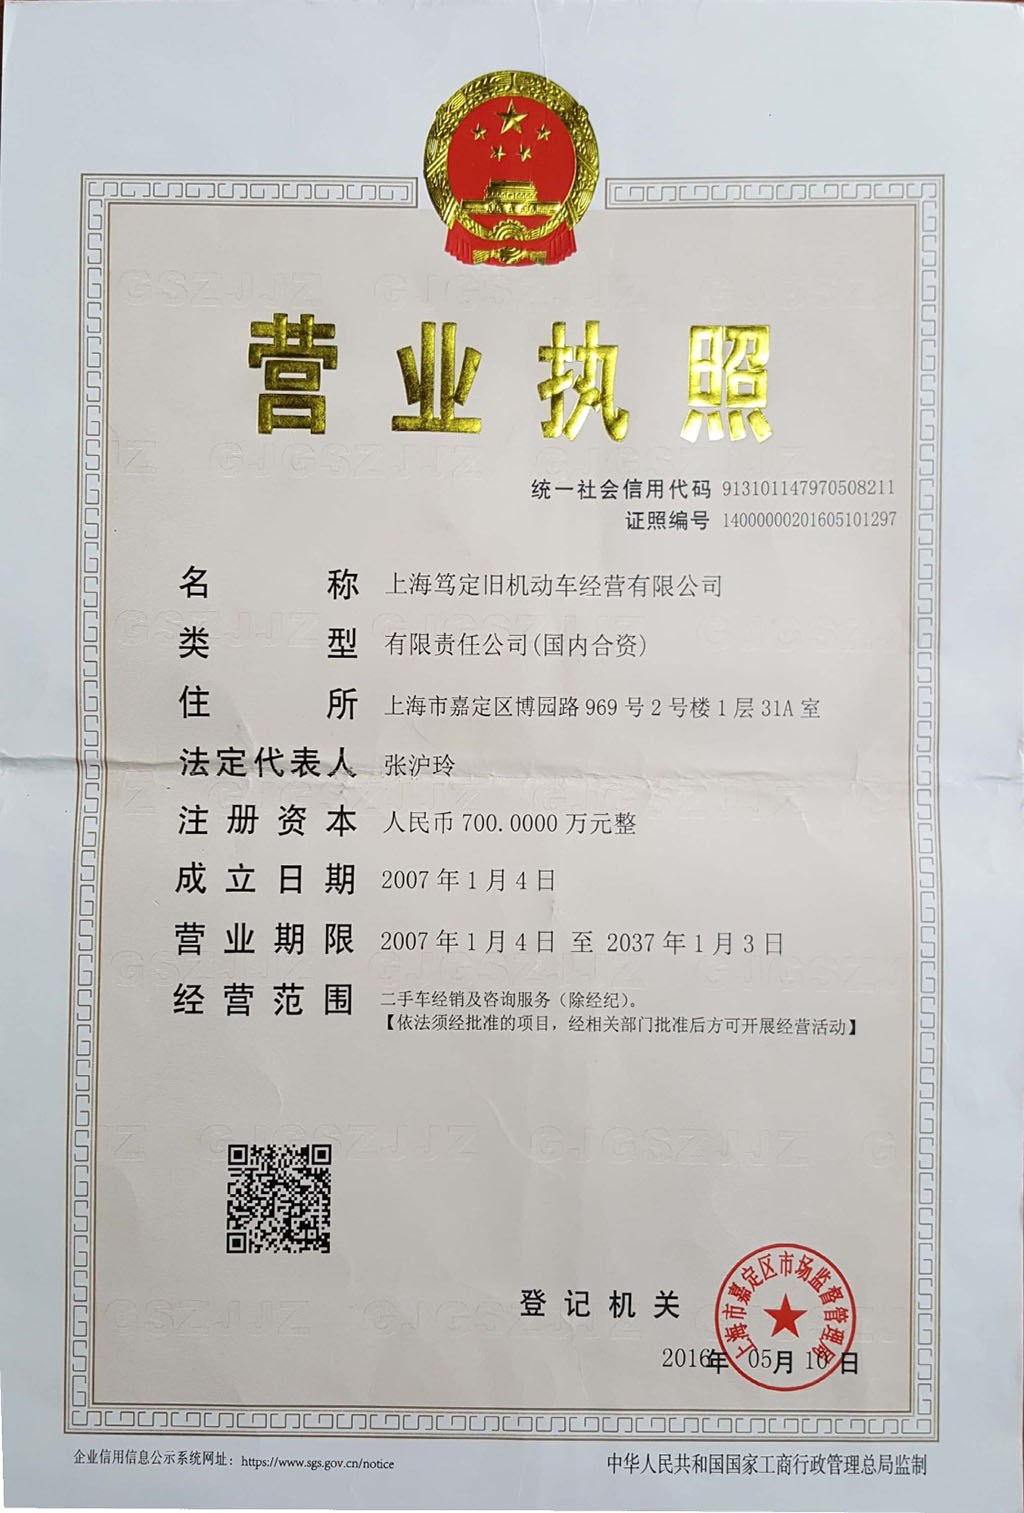 营业执照
统一社会信用代码 913101147970508211
证照编号 14000000201605101297
名称 上海笃定旧机动车经营有限公司
类型 有限责任公司(国内合资)
住所 上海市嘉定区博园路969号2号楼1层31A室
法定代表人 张沪玲
注册资本 人民币700.0000万元整
成立日期 2007年1月4日
营业期限 2007年1月4日 至 2037年1月3日
经营范围 二手车经销及咨询服务（除经纪）。
【依法须经批准的项目，经相关部门批准后方可开展经营活动】
登记机关
上海市嘉定区市场监督管理局
2016年05月10日
企业信用信息公示系统网址：https://www.sgs.gov.cn/notice
中华人民共和国国家工商行政管理总局监制